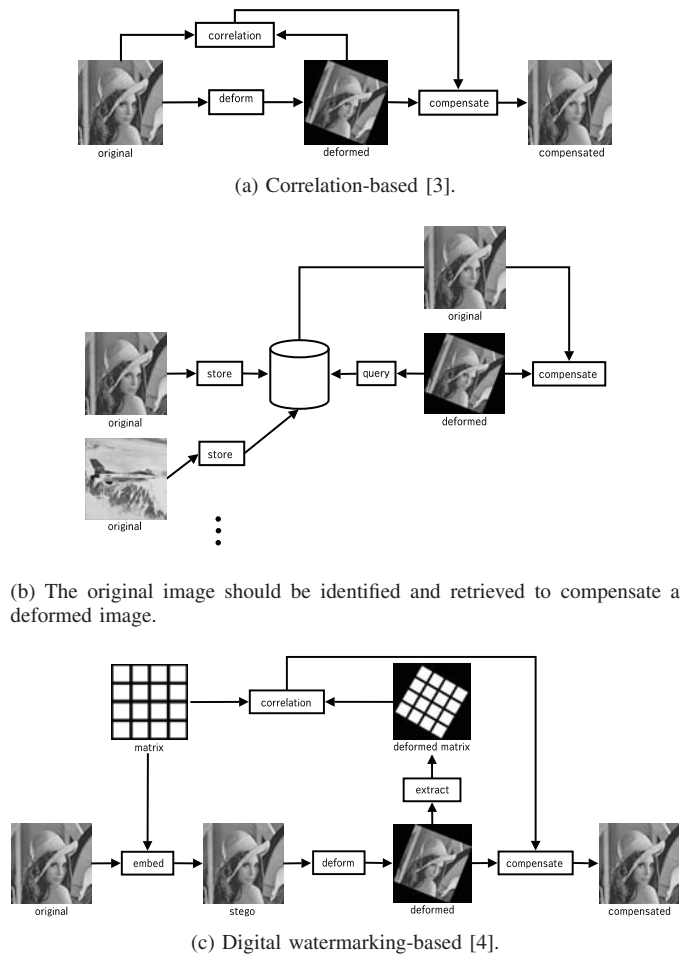 correlation
deform
compensate
original
deformed
compensated
(a) Correlation-based [3].
original
original
store
query
compensate
original
deformed
store
original
(b) The original image should be identified and retrieved to compensate a
deformed image.
correlation
matrix
deformed matrix
extract
embed
deform
compensate
original
stego
deformed
compensated
(c) Digital watermarking-based [4].